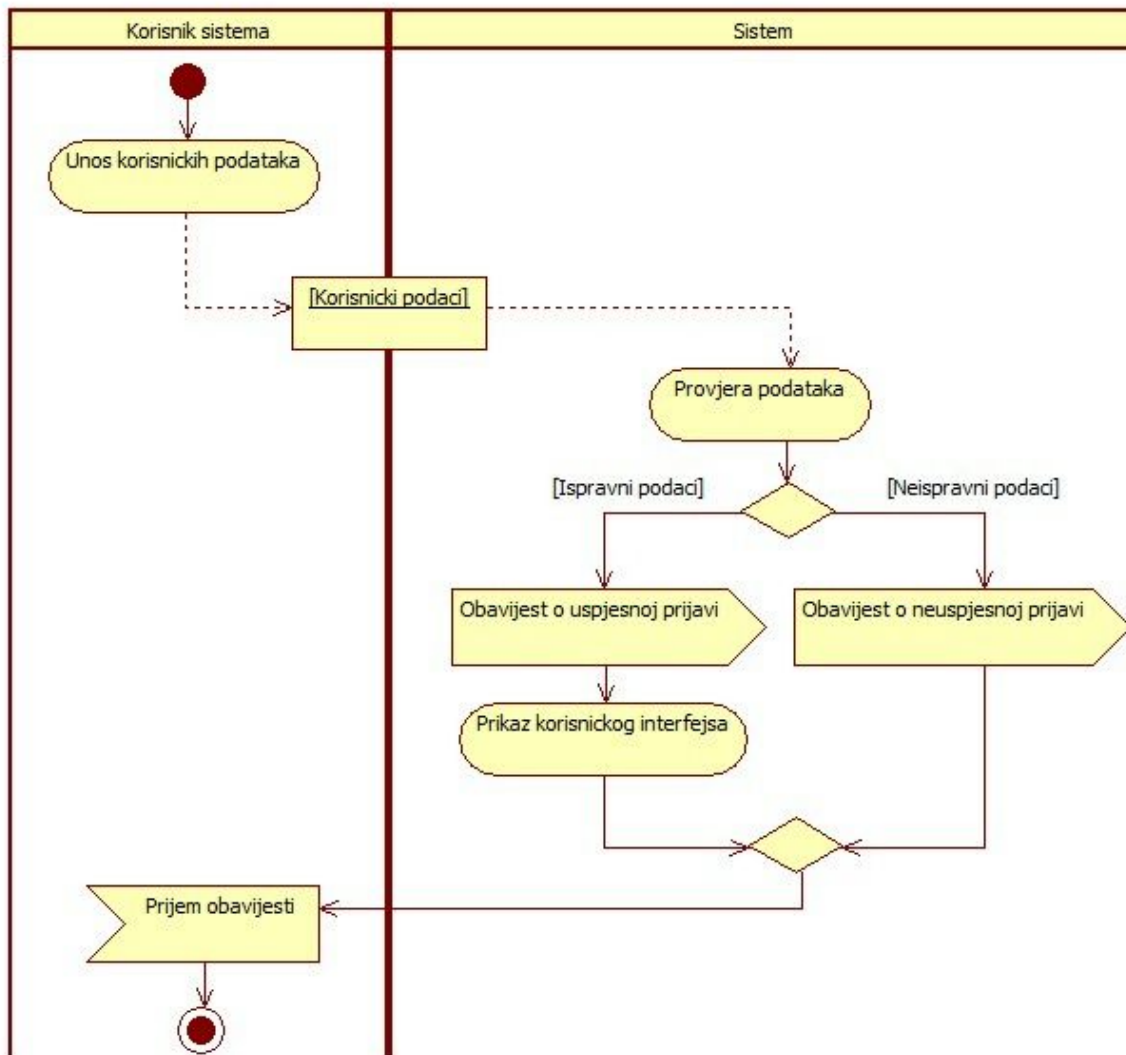 Korisnik sistema
Sistem
Unos korisnickih podataka
[Korisnicki podaci]
Provjera podataka
[Ispravni podaci]
[Neispravni podaci]
Obavijest o uspjesnoj prijavi
Obavijest o neuspjesnoj prijavi
Prikaz korisnickog interfejsa
Prijem obavijesti